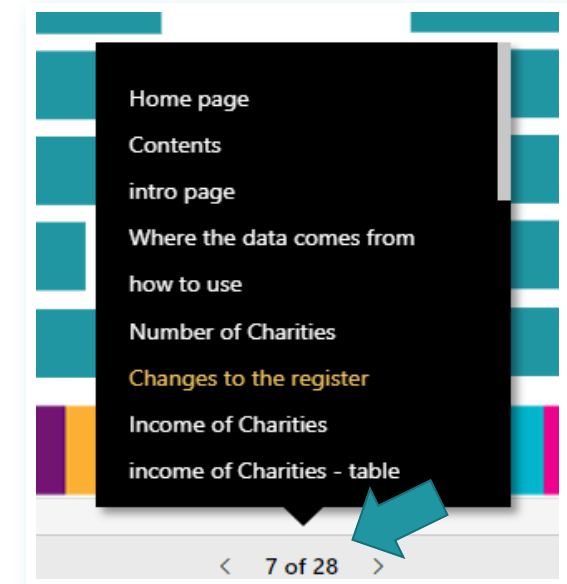 Home page
Contents
intro page
Where the data comes from
how to use
Number of Charities
Changes to the register
Income of Charities
income of Charities - table
< 7 of 28 >